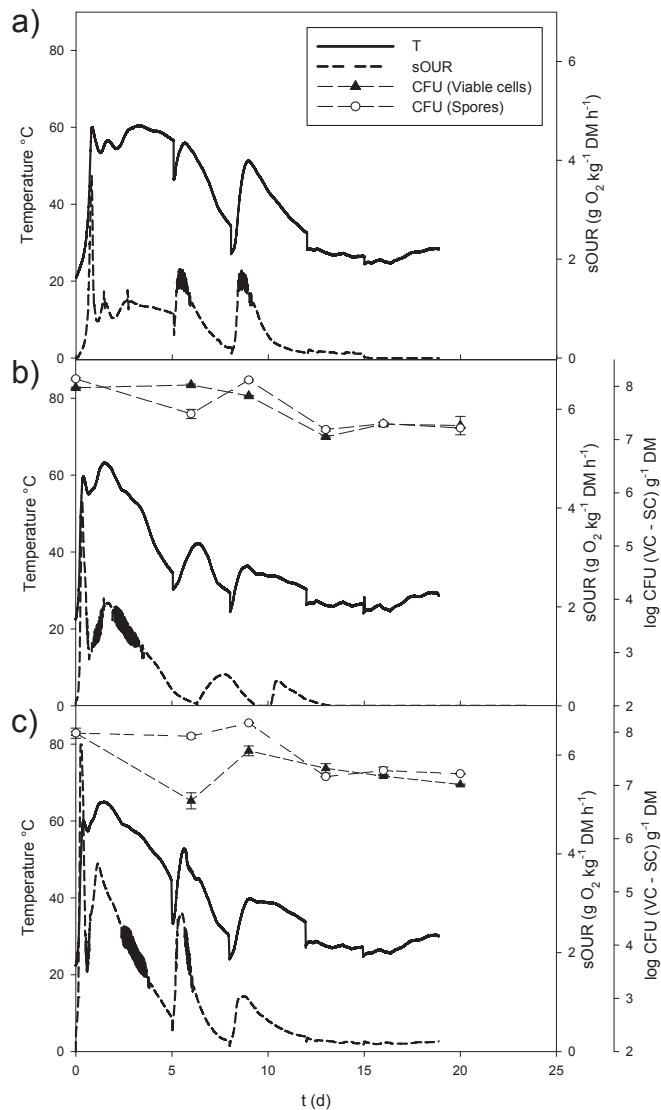 a)
80
60
40
20
0
Temperature °C
T
sOUR
CFU (Viable cells)
CFU (Spores)
6
4
2
0
sOUR (g O₂ kg⁻¹ DM h⁻¹)
b)
80
60
40
20
0
Temperature °C
6
4
2
0
sOUR (g O₂ kg⁻¹ DM h⁻¹)
8
7
6
5
4
3
2
log CFU (VC - SC) g⁻¹ DM
c)
80
60
40
20
0
Temperature °C
6
4
2
0
sOUR (g O₂ kg⁻¹ DM h⁻¹)
8
7
6
5
4
3
2
log CFU (VC - SC) g⁻¹ DM
0 5 10 15 20 25
t (d)